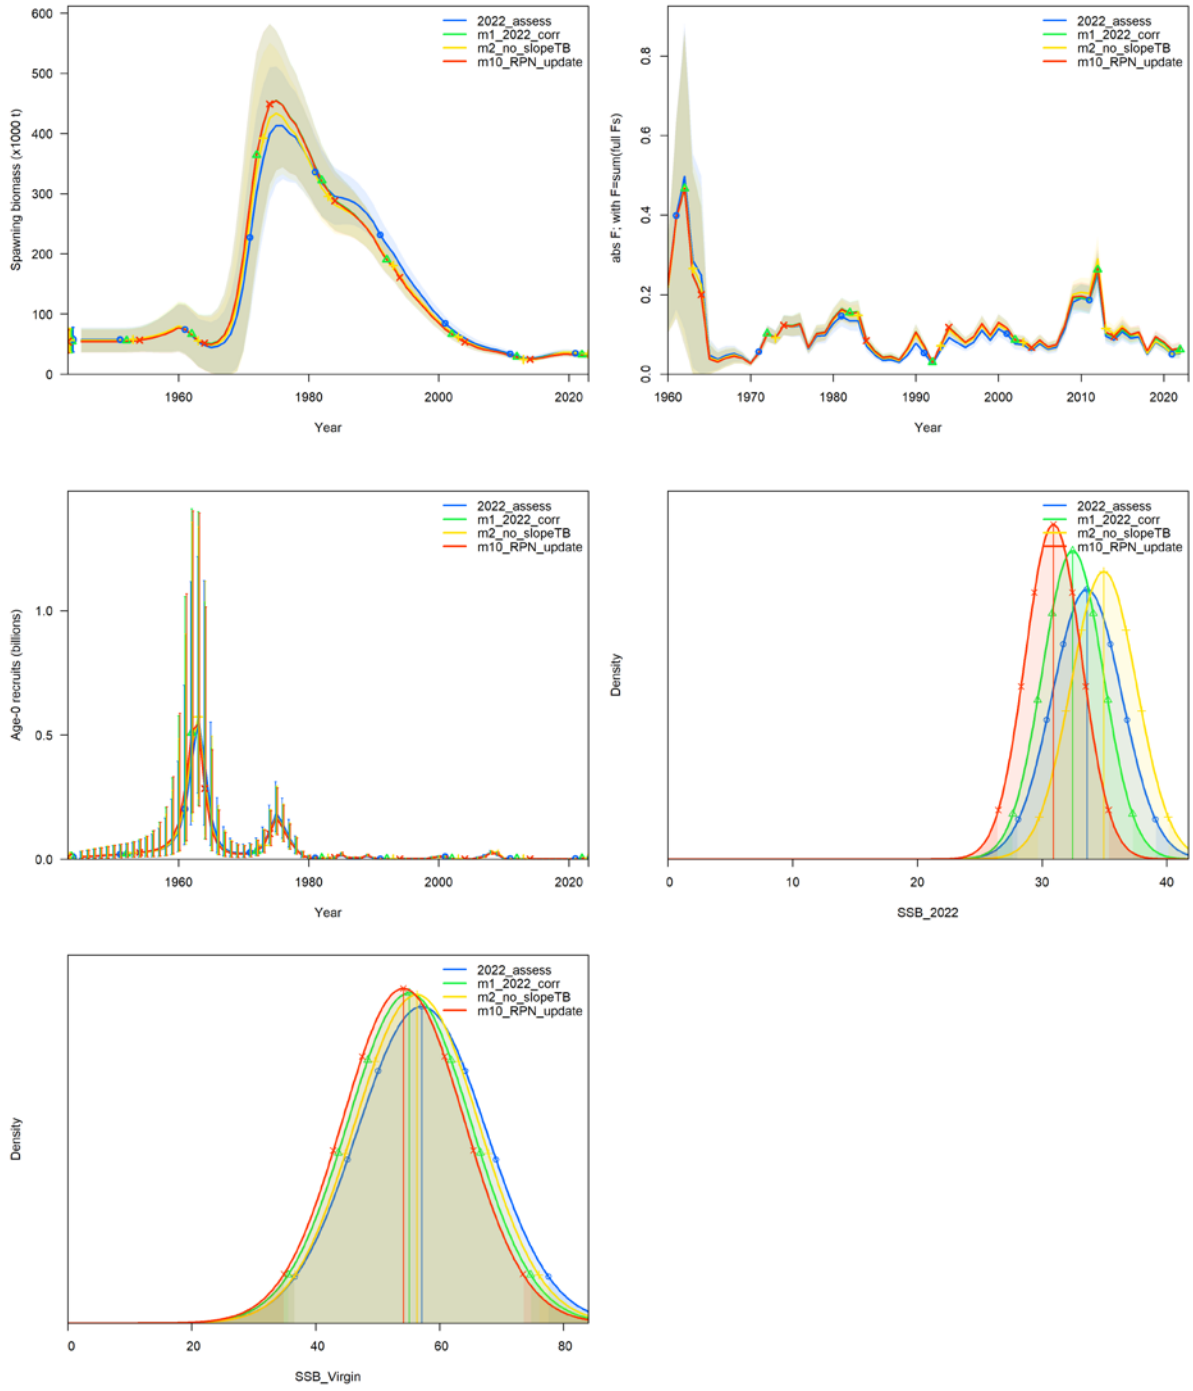 600
500
400
300
200
100
0
Spawning biomass (x1000 t)
2022_assess
m1_2022_corr
m2_no_slopeTB
m10_RPN_update
1960
1980
2000
2020
Year
0.8
0.6
0.4
0.2
0.0
abs F; with F=sum(full Fs)
2022_assess
m1_2022_corr
m2_no_slopeTB
m10_RPN_update
1960
1970
1980
1990
2000
2010
2020
Year
1.0
0.5
0.0
Age-0 recruits (billions)
2022_assess
m1_2022_corr
m2_no_slopeTB
m10_RPN_update
1960
1980
2000
2020
Year
Density
2022_assess
m1_2022_corr
m2_no_slopeTB
m10_RPN_update
0
10
20
30
40
SSB_2022
Density
2022_assess
m1_2022_corr
m2_no_slopeTB
m10_RPN_update
0
20
40
60
80
SSB_Virgin